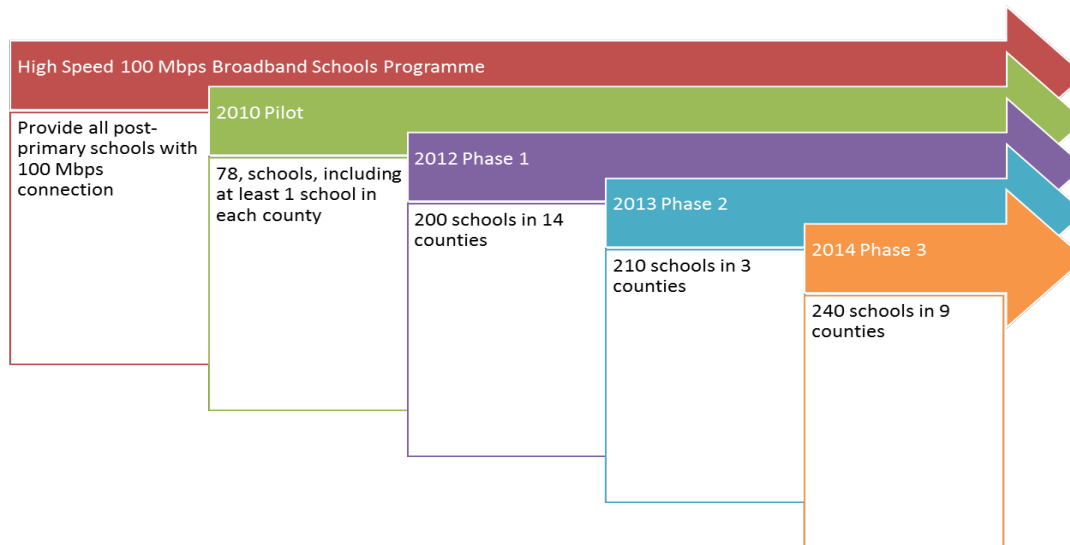 High Speed 100 Mbps Broadband Schools Programme
Provide all post-
primary schools with
100 Mbps
connection
2010 Pilot
78, schools, including
at least 1 school in
each county
2012 Phase 1
200 schools in 14
counties
2013 Phase 2
210 schools in 3
counties
2014 Phase 3
240 schools in 9
counties